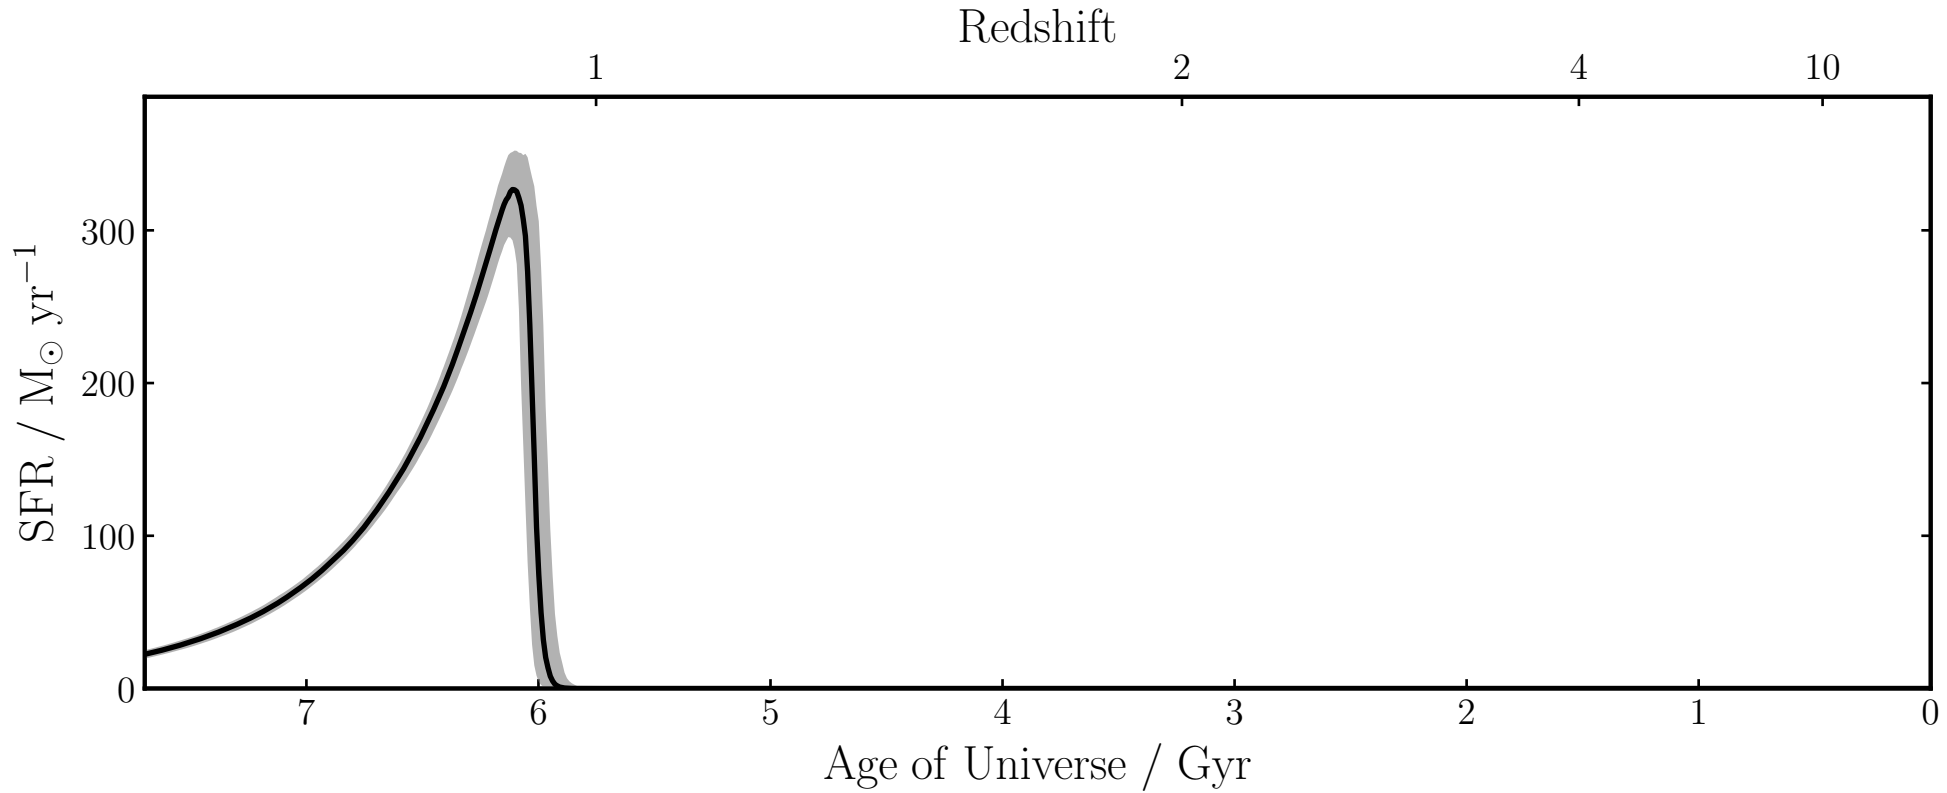 Redshift
1 2 4 10
300
200
100
0
SFR / M⊙ yr⁻¹
7 6 5 4 3 2 1 0
Age of Universe / Gyr